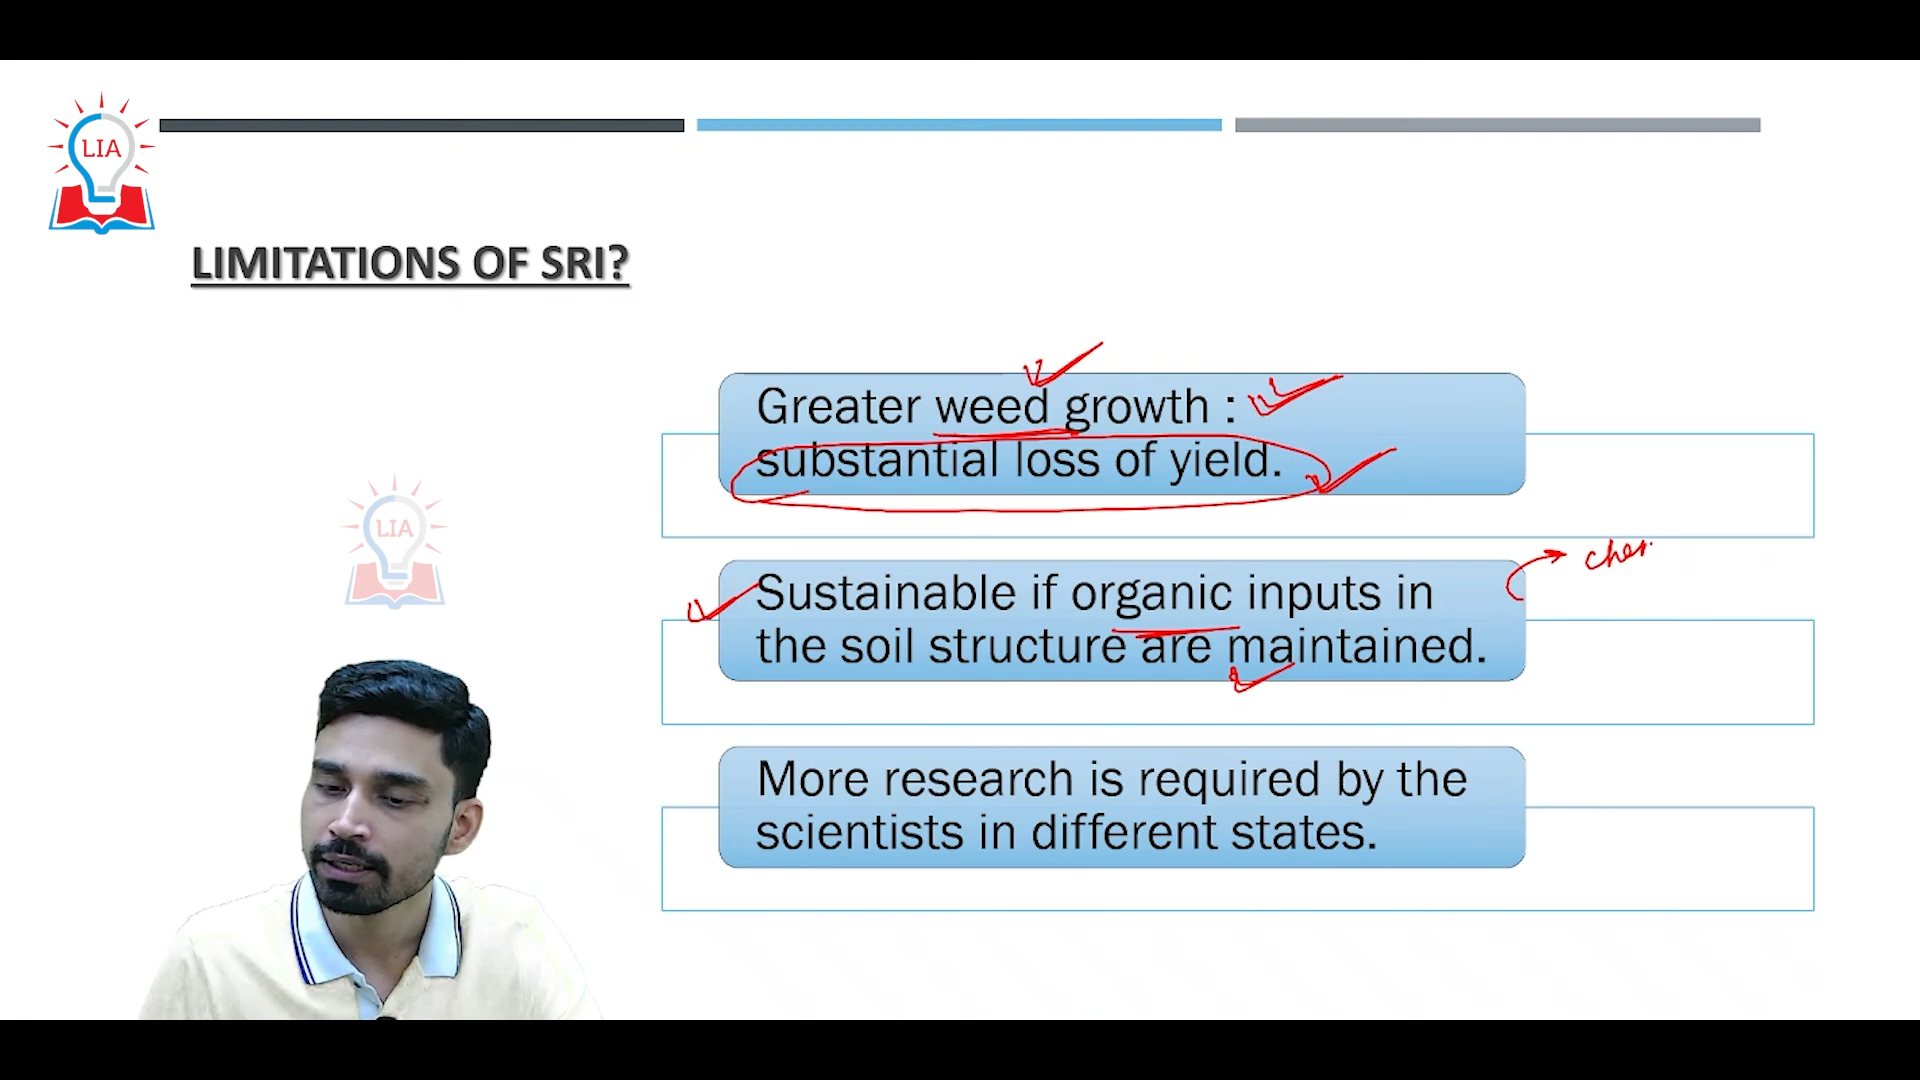 LIA
LIMITATIONS OF SRI?
Greater weed growth :
substantial loss of yield.
LIA
Sustainable if organic inputs in
the soil structure are maintained.
More research is required by the
scientists in different states.